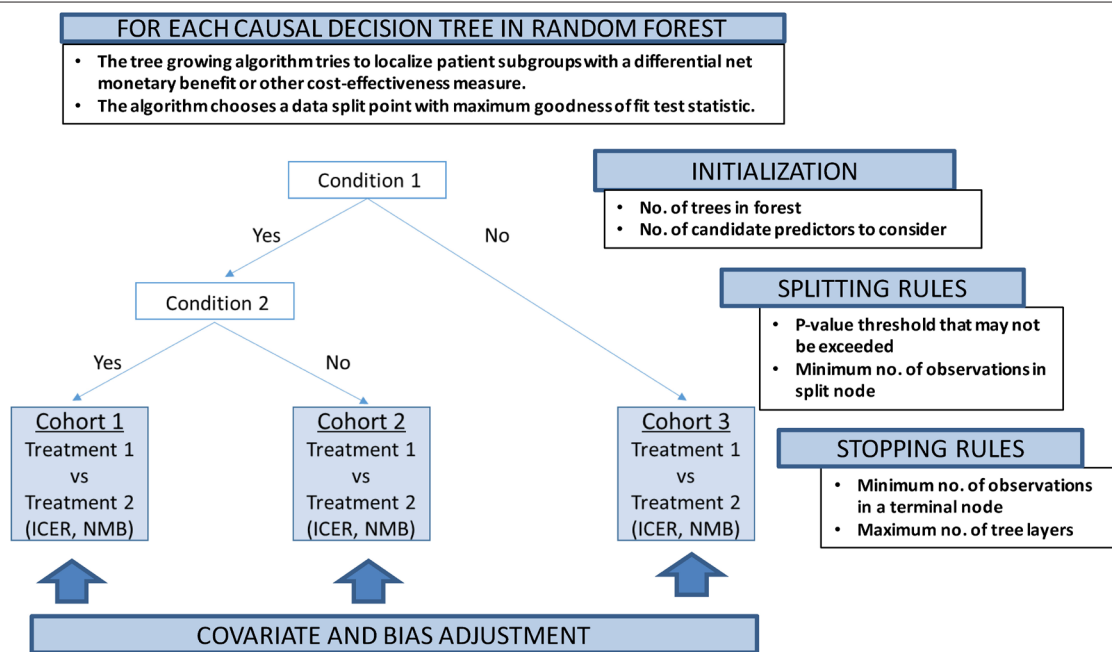 FOR EACH CAUSAL DECISION TREE IN RANDOM FOREST
• The tree growing algorithm tries to localize patient subgroups with a differential net
monetary benefit or other cost-effectiveness measure.
• The algorithm chooses a data split point with maximum goodness of fit test statistic.
Condition 1
Yes
No
Condition 2
Yes
No
Cohort 1
Treatment 1
vs
Treatment 2
(ICER, NMB)
Cohort 2
Treatment 1
vs
Treatment 2
(ICER, NMB)
Cohort 3
Treatment 1
vs
Treatment 2
(ICER, NMB)
INITIALIZATION
• No. of trees in forest
• No. of candidate predictors to consider
SPLITTING RULES
• P-value threshold that may not
be exceeded
• Minimum no. of observations in
split node
STOPPING RULES
• Minimum no. of observations
in a terminal node
• Maximum no. of tree layers
COVARIATE AND BIAS ADJUSTMENT